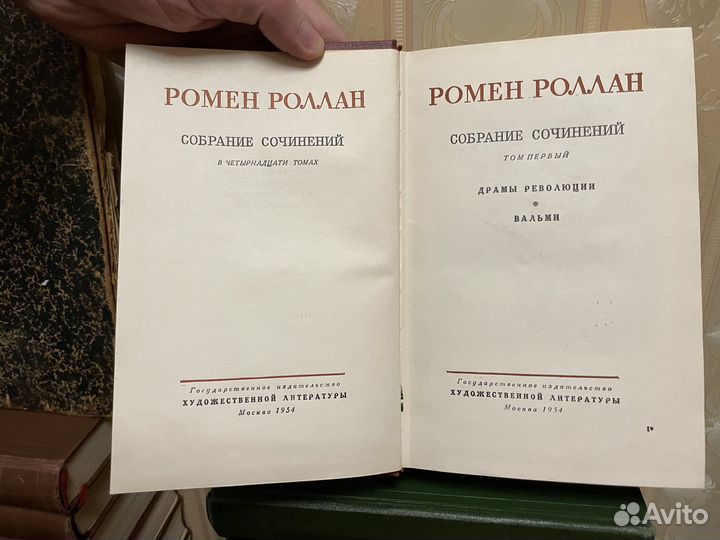 РОМЕН РОЛЛАН
СОБРАНИЕ СОЧИНЕНИЙ
В ЧЕТЫРНАДЦАТИ ТОМАХ
Государственное издательство
ХУДОЖЕСТВЕННОЙ ЛИТЕРАТУРЫ
Москва 1954
РОМЕН РОЛЛАН
СОБРАНИЕ СОЧИНЕНИЙ
ТОМ ПЕРВЫЙ
ДРАМЫ РЕВОЛЮЦИИ
ВАЛЬМИ
Государственное издательство
ХУДОЖЕСТВЕННОЙ ЛИТЕРАТУРЫ
Москва 1954
1*
Avito